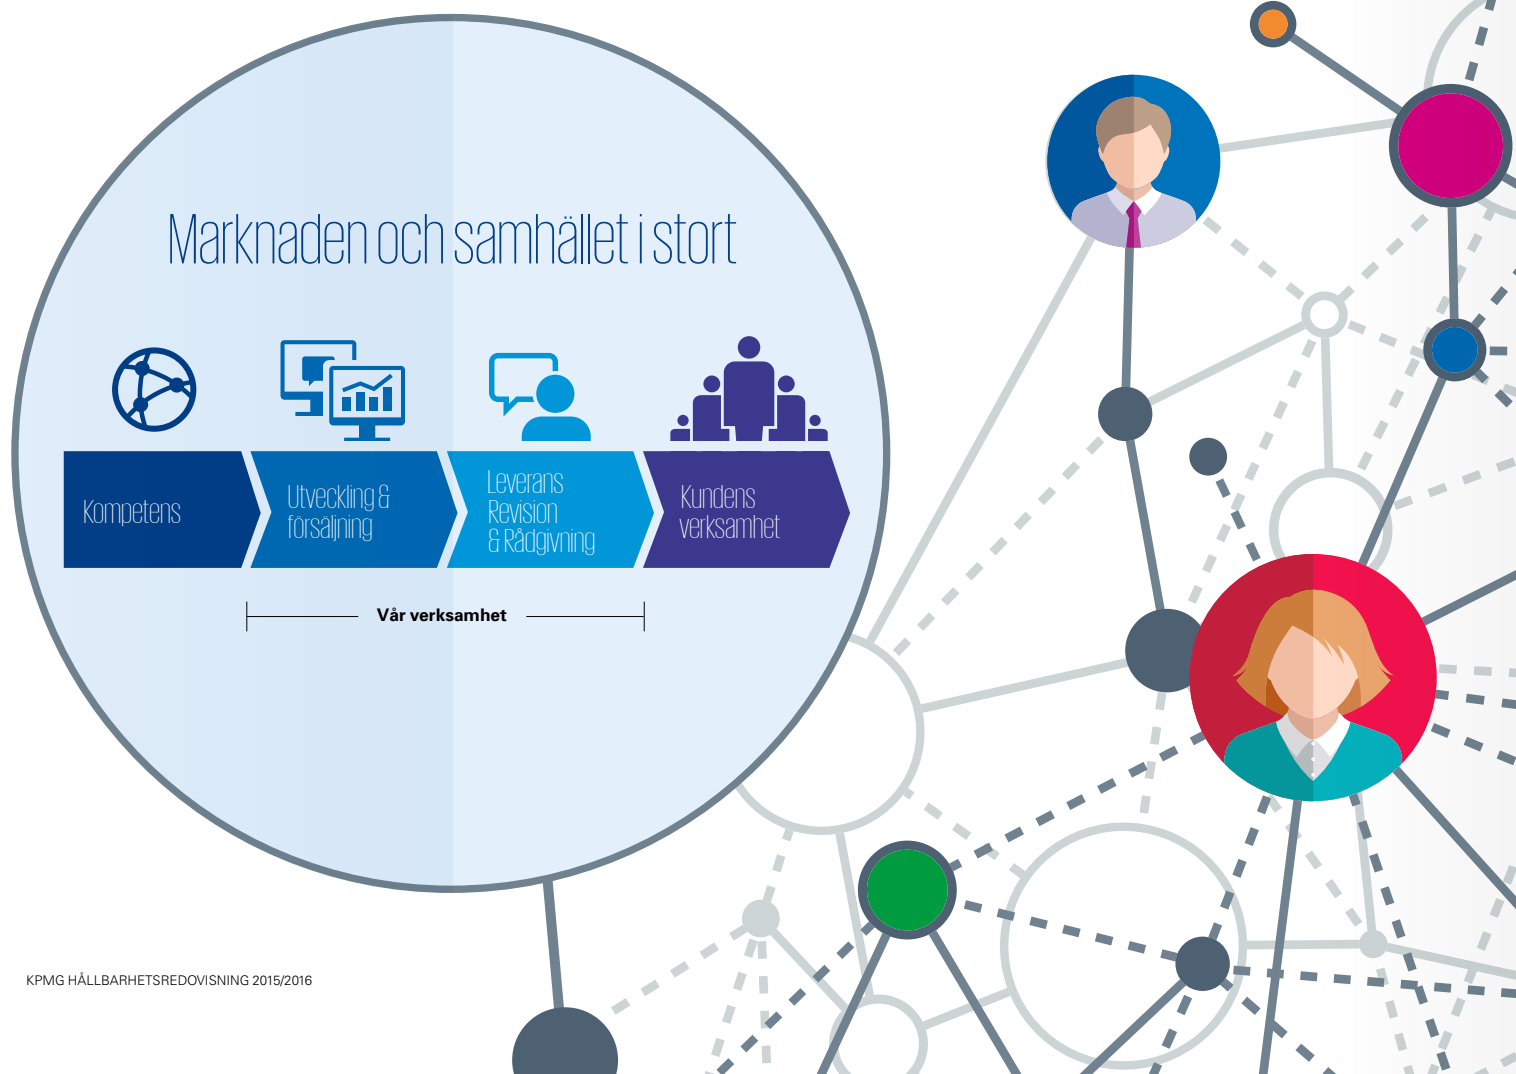 Marknaden och samhället i stort
Kompetens
Utveckling &
försäljning
Leverans
Revision
& Rådgivning
Kundens
verksamhet
Vår verksamhet
KPMG HÅLLBARHETSREDOVISNING 2015/2016